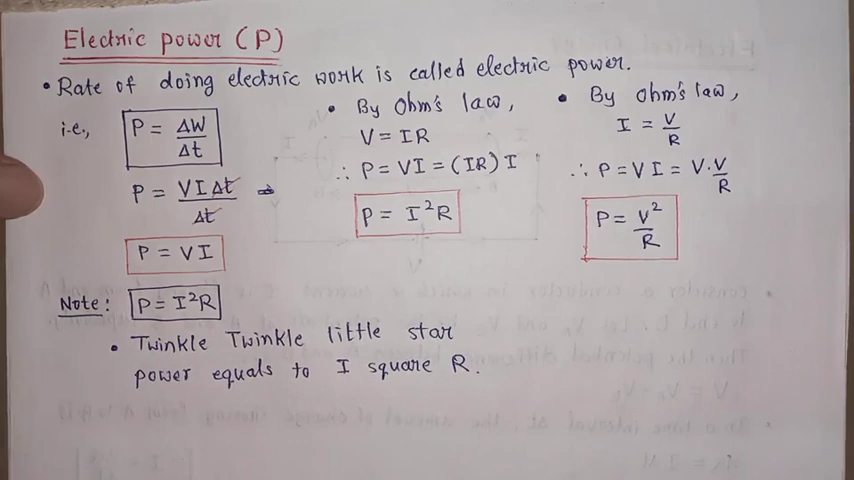 Electric power (P)
• Rate of doing electric work is called electric power.
i.e., P = ΔW/Δt
P = VIΔt/Δt ⇒
P = VI
• By Ohm's law,
V = IR
∴ P = VI = (IR) I
P = I²R
• By Ohm's law,
I = V/R
∴ P = VI = V·V/R
P = V²/R
Note: P = I²R
• Twinkle Twinkle little star
power equals to I square R.